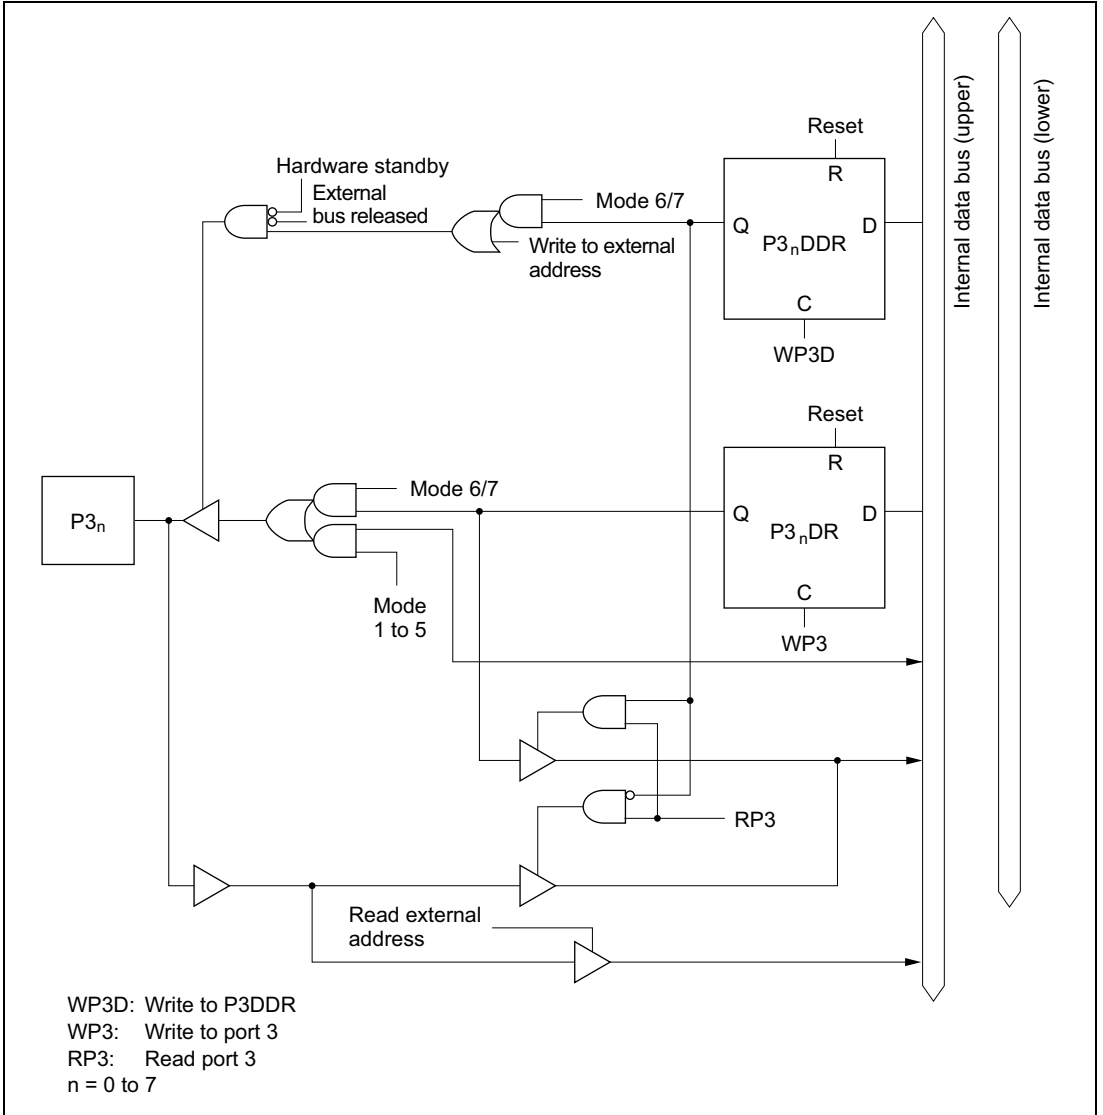 Reset
R
Hardware standby
External
bus released
Mode 6/7
Write to external
address
Q
D
P3nDDR
C
WP3D
Internal data bus (upper)
Internal data bus (lower)
Reset
R
Mode 6/7
P3n
Q
D
P3nDR
C
WP3
Mode
1 to 5
RP3
Read external
address
WP3D: Write to P3DDR
WP3: Write to port 3
RP3: Read port 3
n = 0 to 7